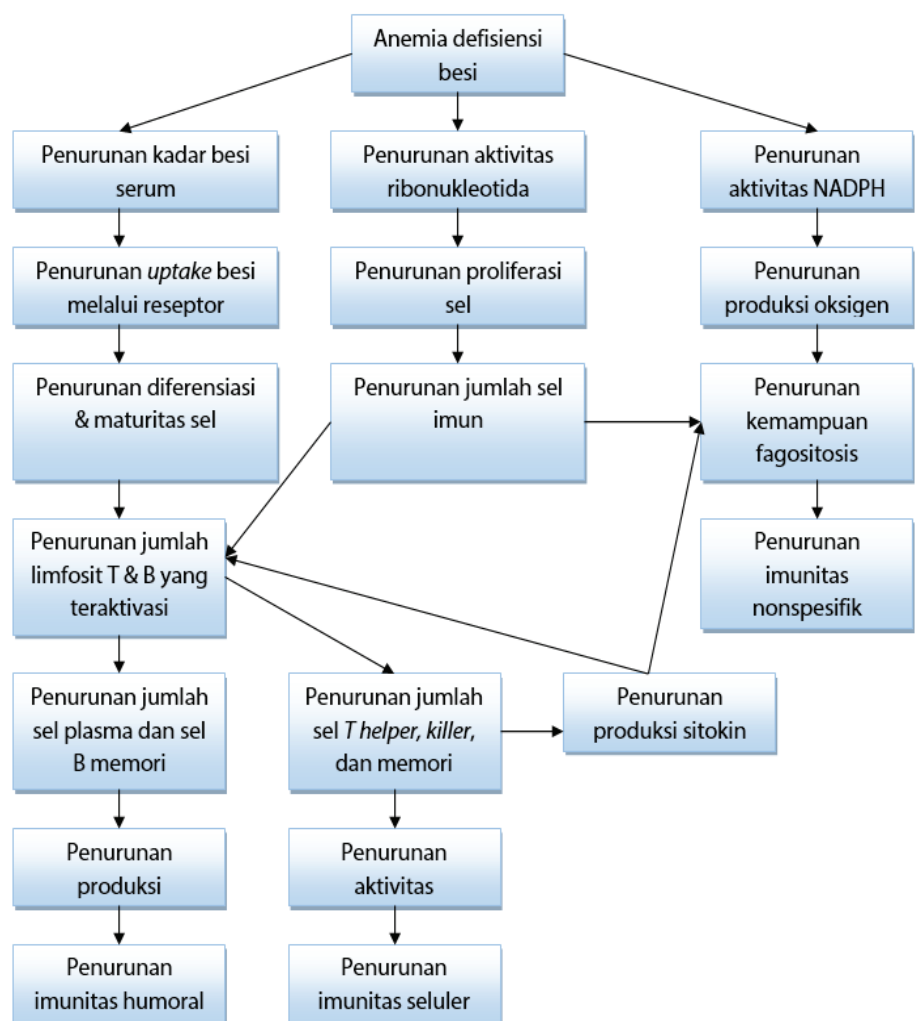 Anemia defisiensi
besi
Penurunan kadar besi
serum
Penurunan aktivitas
ribonukleotida
Penurunan
aktivitas NADPH
Penurunan uptake besi
melalui reseptor
Penurunan proliferasi
sel
Penurunan
produksi oksigen
Penurunan diferensiasi
& maturitas sel
Penurunan jumlah sel
imun
Penurunan
kemampuan
fagositosis
Penurunan jumlah
limfosit T & B yang
teraktivasi
Penurunan
imunitas
nonspesifik
Penurunan jumlah
sel plasma dan sel
B memori
Penurunan jumlah
sel T helper, killer,
dan memori
Penurunan
produksi sitokin
Penurunan
produksi
Penurunan
aktivitas
Penurunan
imunitas humoral
Penurunan
imunitas seluler